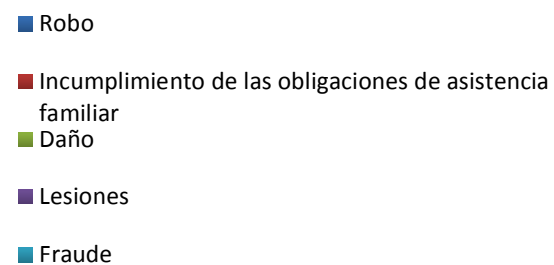 Robo
Incumplimiento de las obligaciones de asistencia
familiar
Daño
Lesiones
Fraude